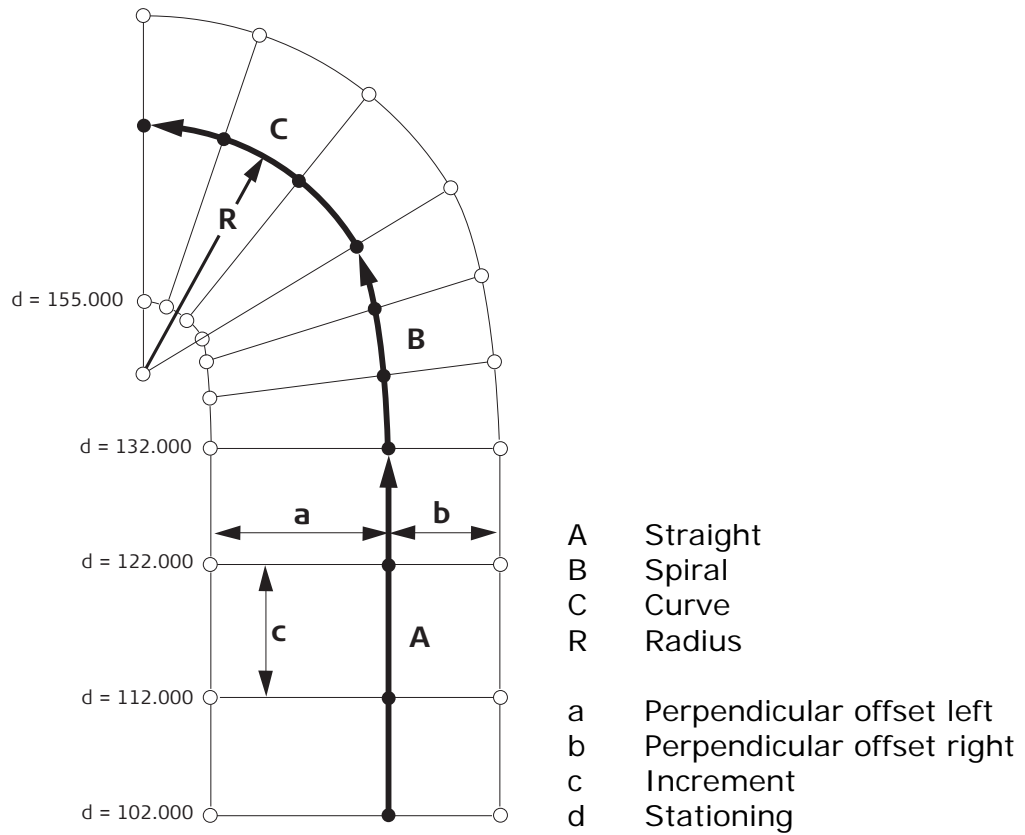 C
R
d = 155.000
B
d = 132.000
a b
d = 122.000
c A
d = 112.000
d = 102.000
A Straight
B Spiral
C Curve
R Radius
a Perpendicular offset left
b Perpendicular offset right
c Increment
d Stationing